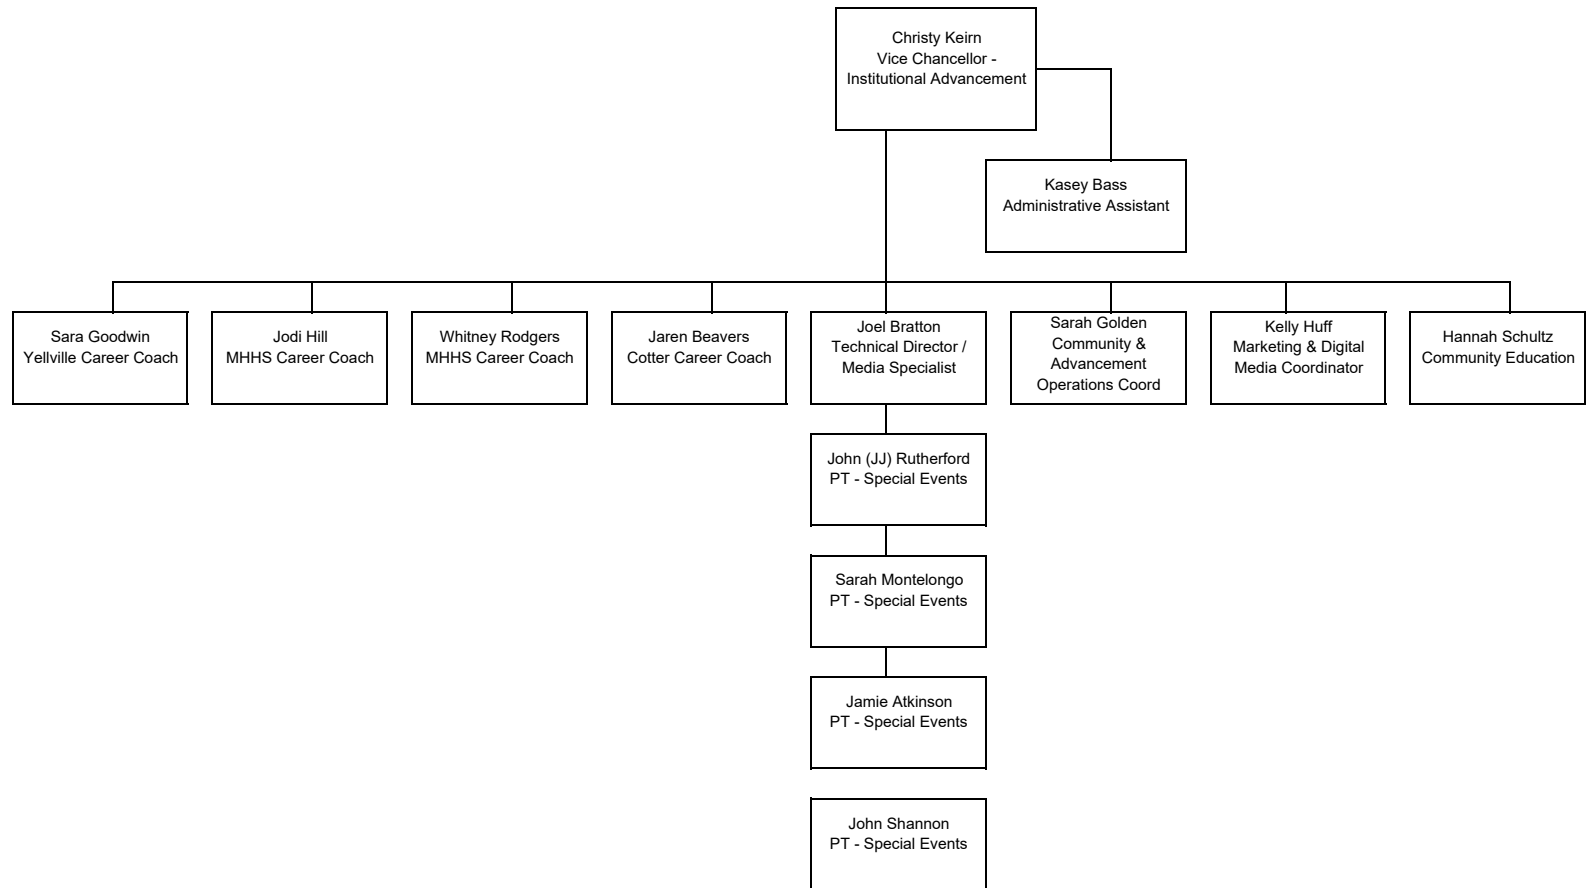 Christy Keirn
Vice Chancellor -
Institutional Advancement
Kasey Bass
Administrative Assistant
Sara Goodwin
Yellville Career Coach
Jodi Hill
MHHS Career Coach
Whitney Rodgers
MHHS Career Coach
Jaren Beavers
Cotter Career Coach
Joel Bratton
Technical Director /
Media Specialist
Sarah Golden
Community &
Advancement
Operations Coord
Kelly Huff
Marketing & Digital
Media Coordinator
Hannah Schultz
Community Education
John (JJ) Rutherford
PT - Special Events
Sarah Montelongo
PT - Special Events
Jamie Atkinson
PT - Special Events
John Shannon
PT - Special Events